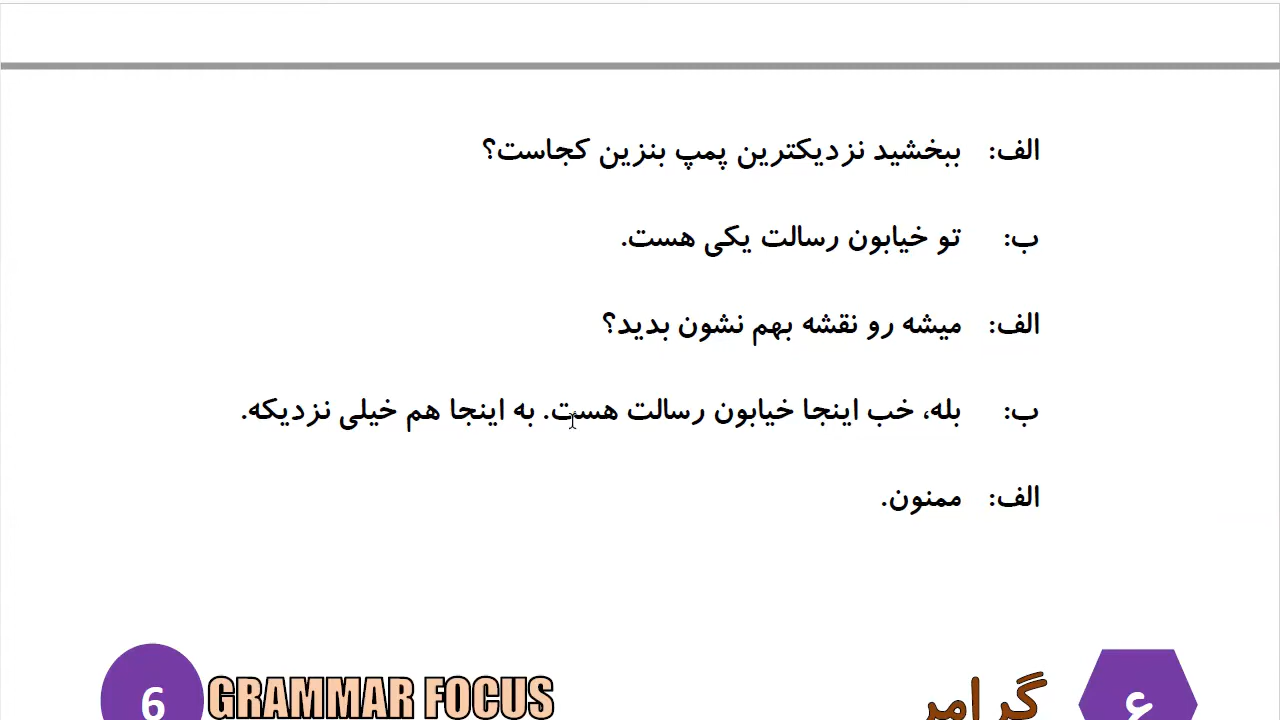 الف: ببخشید نزدیکترین پمپ بنزین کجاست؟
ب: تو خیابون رسالت یکی هست.
الف: میشه رو نقشه بهم نشون بدید؟
ب: بله، خب اینجا خیابون رسالت هست. به اینجا هم خیلی نزدیکه.
الف: ممنون.
۶ گرامر GRAMMAR FOCUS 6